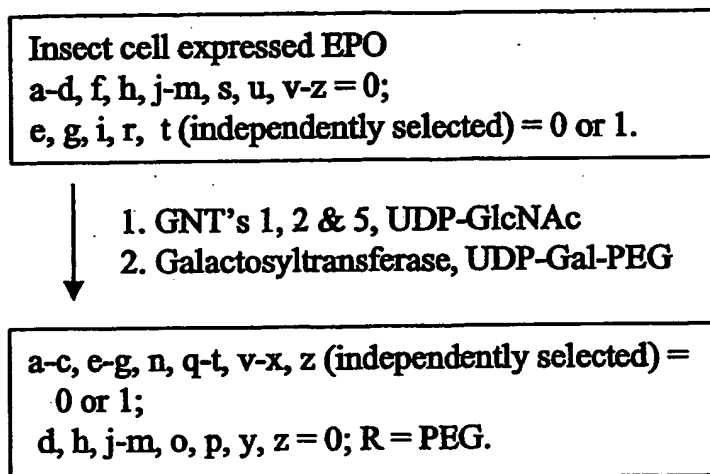 Insect cell expressed EPO
a-d, f, h, j-m, s, u, v-z = 0;
e, g, i, r, t (independently selected) = 0 or 1.
1. GNT's 1, 2 & 5, UDP-GlcNAc
2. Galactosyltransferase, UDP-Gal-PEG
a-c, e-g, n, q-t, v-x, z (independently selected) =
0 or 1;
d, h, j-m, o, p, y, z = 0; R = PEG.